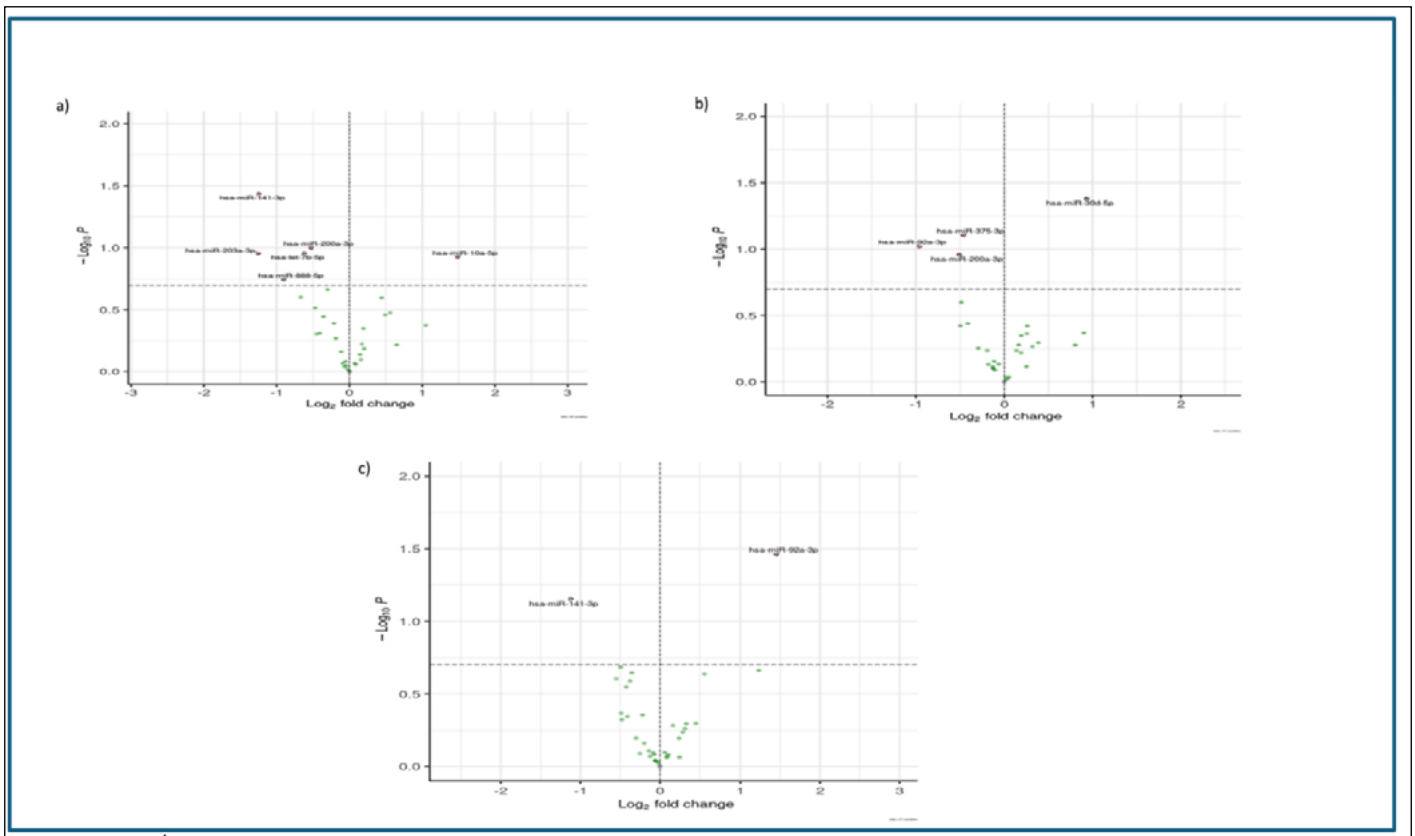 a)
2.0
1.5
1.0
0.5
0.0
− Log10 P
hsa-miR-141-3p
hsa-miR-200a-3p
hsa-miR-203a-3p
hsa-let-7b-5p
hsa-miR-16a-5p
hsa-miR-888-5p
-3 -2 -1 0 1 2 3
Log2 fold change
b)
2.0
1.5
1.0
0.5
0.0
− Log10 P
hsa-miR-30d-5p
hsa-miR-375-3p
hsa-miR-92a-3p
hsa-miR-200a-3p
-2 -1 0 1 2
Log2 fold change
c)
2.0
1.5
1.0
0.5
0.0
− Log10 P
hsa-miR-92a-3p
hsa-miR-141-3p
-2 -1 0 1 2 3
Log2 fold change